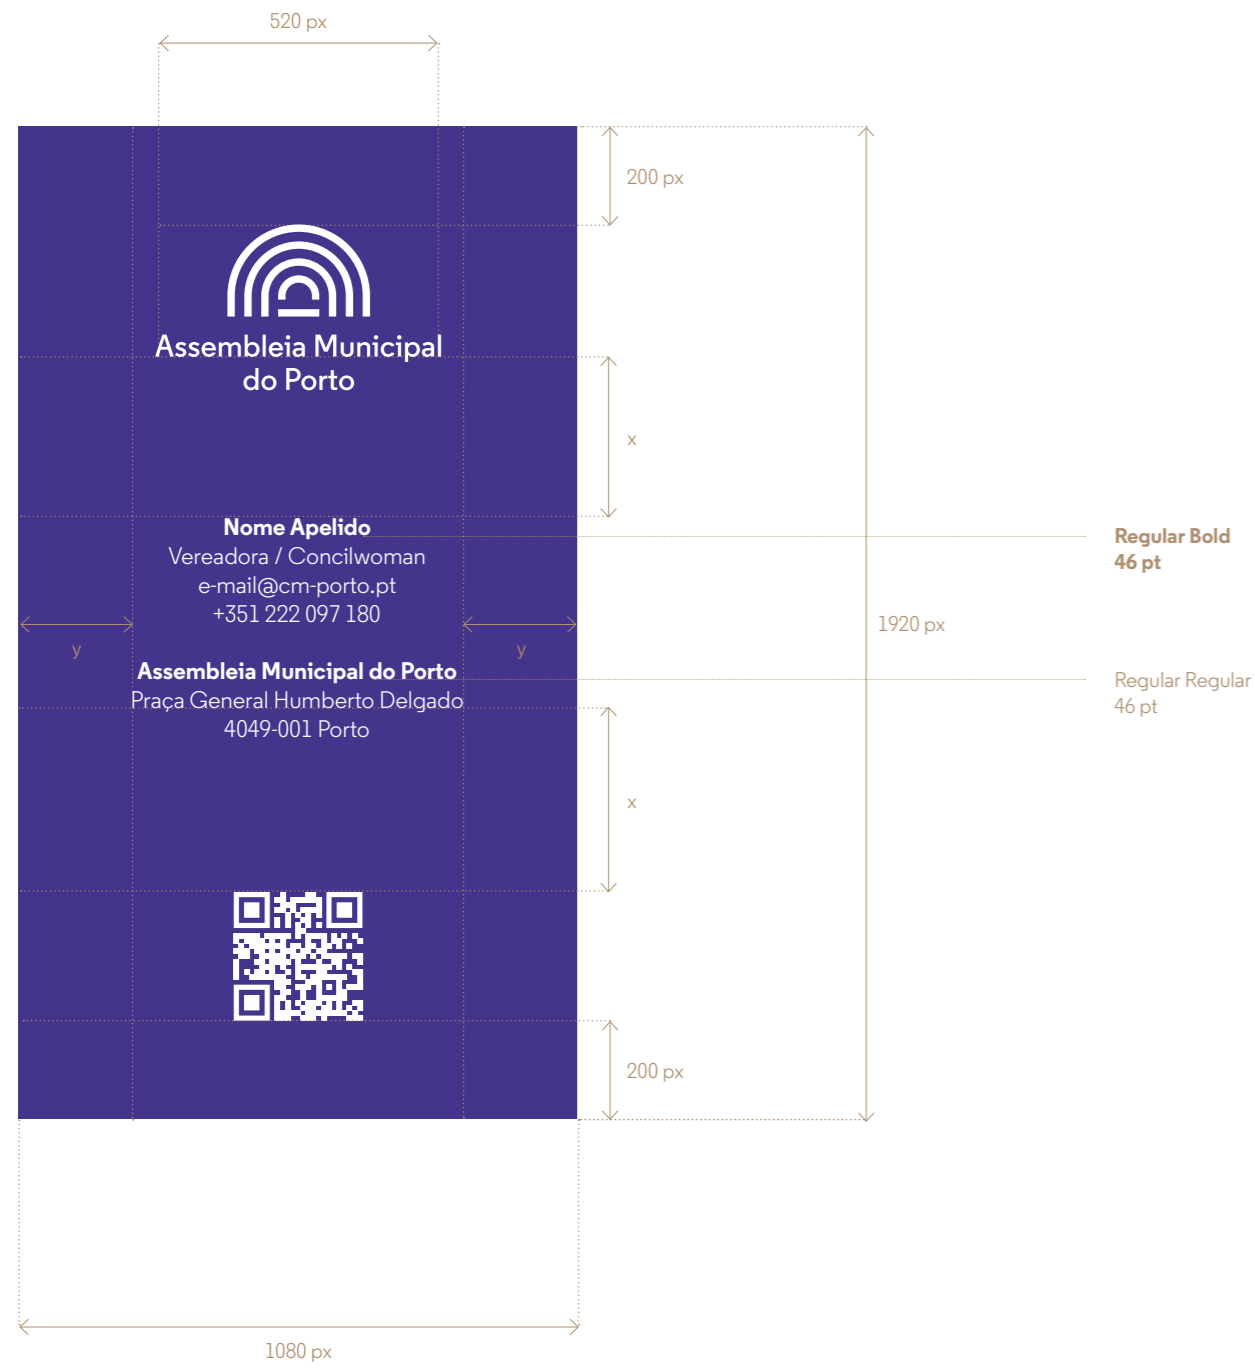 520 px
200 px
Assembleia Municipal
do Porto
x
Nome Apelido
Vereadora / Concilwoman
e-mail@cm-porto.pt
+351 222 097 180
Regular Bold
46 pt
1920 px
y
y
Assembleia Municipal do Porto
Praça General Humberto Delgado
4049-001 Porto
Regular Regular
46 pt
x
200 px
1080 px